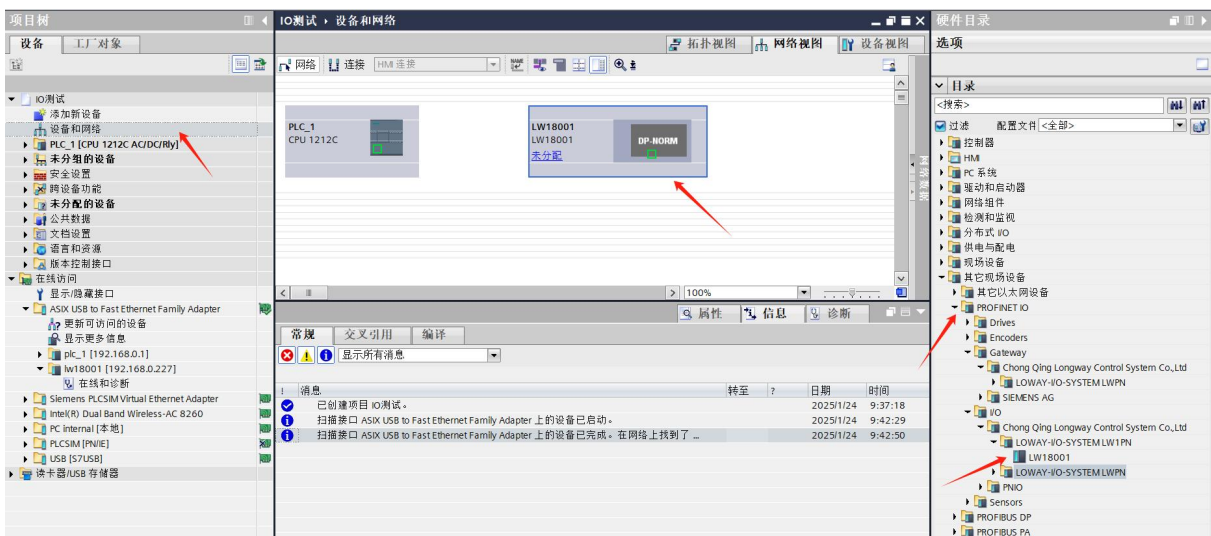 项目树
设备
工厂对象
IO测试
添加新设备
设备和网络
PLC_1 [CPU 1212C AC/DC/Rly]
未分组的设备
安全设置
跨设备功能
未分配的设备
公共数据
文档设置
语言和资源
版本控制接口
在线访问
显示/隐藏接口
ASIX USB to Fast Ethernet Family Adapter
更新可访问的设备
显示更多信息
plc_1 [192.168.0.1]
lw18001 [192.168.0.227]
在线和诊断
Siemens PLCSIM Virtual Ethernet Adapter
Intel(R) Dual Band Wireless-AC 8260
PC internal [本地]
PLCSIM [PN/IE]
USB [S7USB]
读卡器/USB 存储器
IO测试 › 设备和网络
拓扑视图
网络视图
设备视图
网络
连接
HMI 连接
PLC_1
CPU 1212C
LW18001
LW18001
未分配
DP-NORM
网络数据
100%
属性
信息
诊断
常规
交叉引用
编译
显示所有消息
! 消息 转至 ? 日期 时间
已创建项目 IO测试。 2025/1/24 9:37:18
扫描接口 ASIX USB to Fast Ethernet Family Adapter 上的设备已启动。 2025/1/24 9:42:29
扫描接口 ASIX USB to Fast Ethernet Family Adapter 上的设备已完成。在网络上找到了 ... 2025/1/24 9:42:50
硬件目录
选项
目录
<搜索>
过滤 配置文件 <全部>
控制器
HMI
PC 系统
驱动和启动器
网络组件
检测和监视
分布式 I/O
供电与配电
现场设备
其它现场设备
其它以太网设备
PROFINET IO
Drives
Encoders
Gateway
Chong Qing Longway Control System Co.,Ltd
LOWAY-I/O-SYSTEM LWPN
SIEMENS AG
I/O
Chong Qing Longway Control System Co.,Ltd
LOWAY-I/O-SYSTEM LW1PN
LW18001
LOWAY-I/O-SYSTEM LWPN
PNIO
Sensors
PROFIBUS DP
PROFIBUS PA